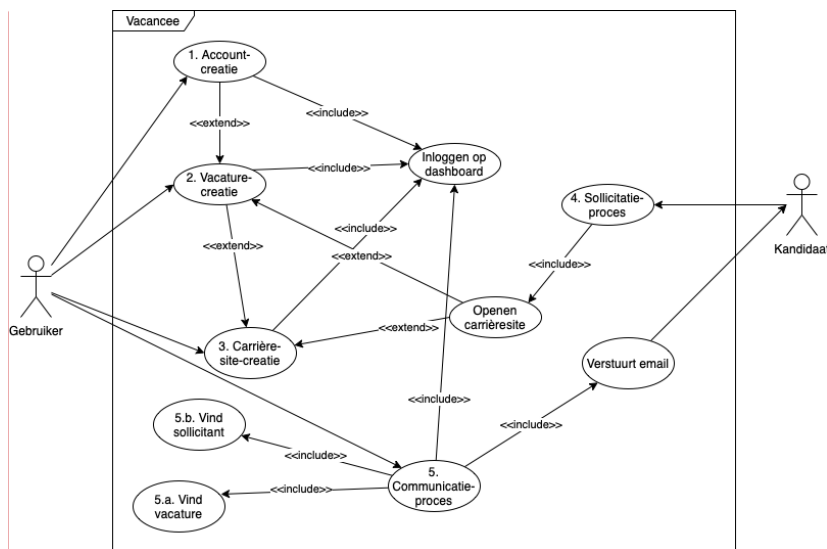 Vacancee
1. Account-
creatie
<<extend>>
<<include>>
2. Vacature-
creatie
<<include>>
Inloggen op
dashboard
4. Sollicitatie-
proces
Kandidaat
<<extend>>
<<include>>
<<extend>>
<<include>>
Gebruiker
Openen
carrièresite
<<extend>>
3. Carrière-
site-creatie
Verstuurt email
5.b. Vind
sollicitant
<<include>>
<<include>>
<<include>>
5.
Communicatie-
proces
<<include>>
5.a. Vind
vacature